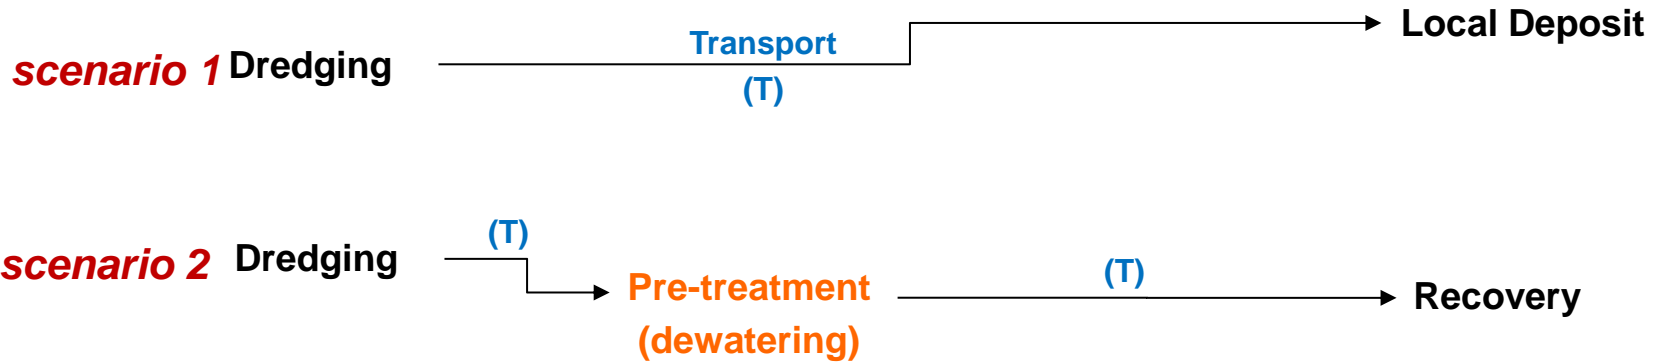 scenario 1 Dredging Transport (T) Local Deposit
scenario 2 Dredging (T) Pre-treatment (dewatering) (T) Recovery